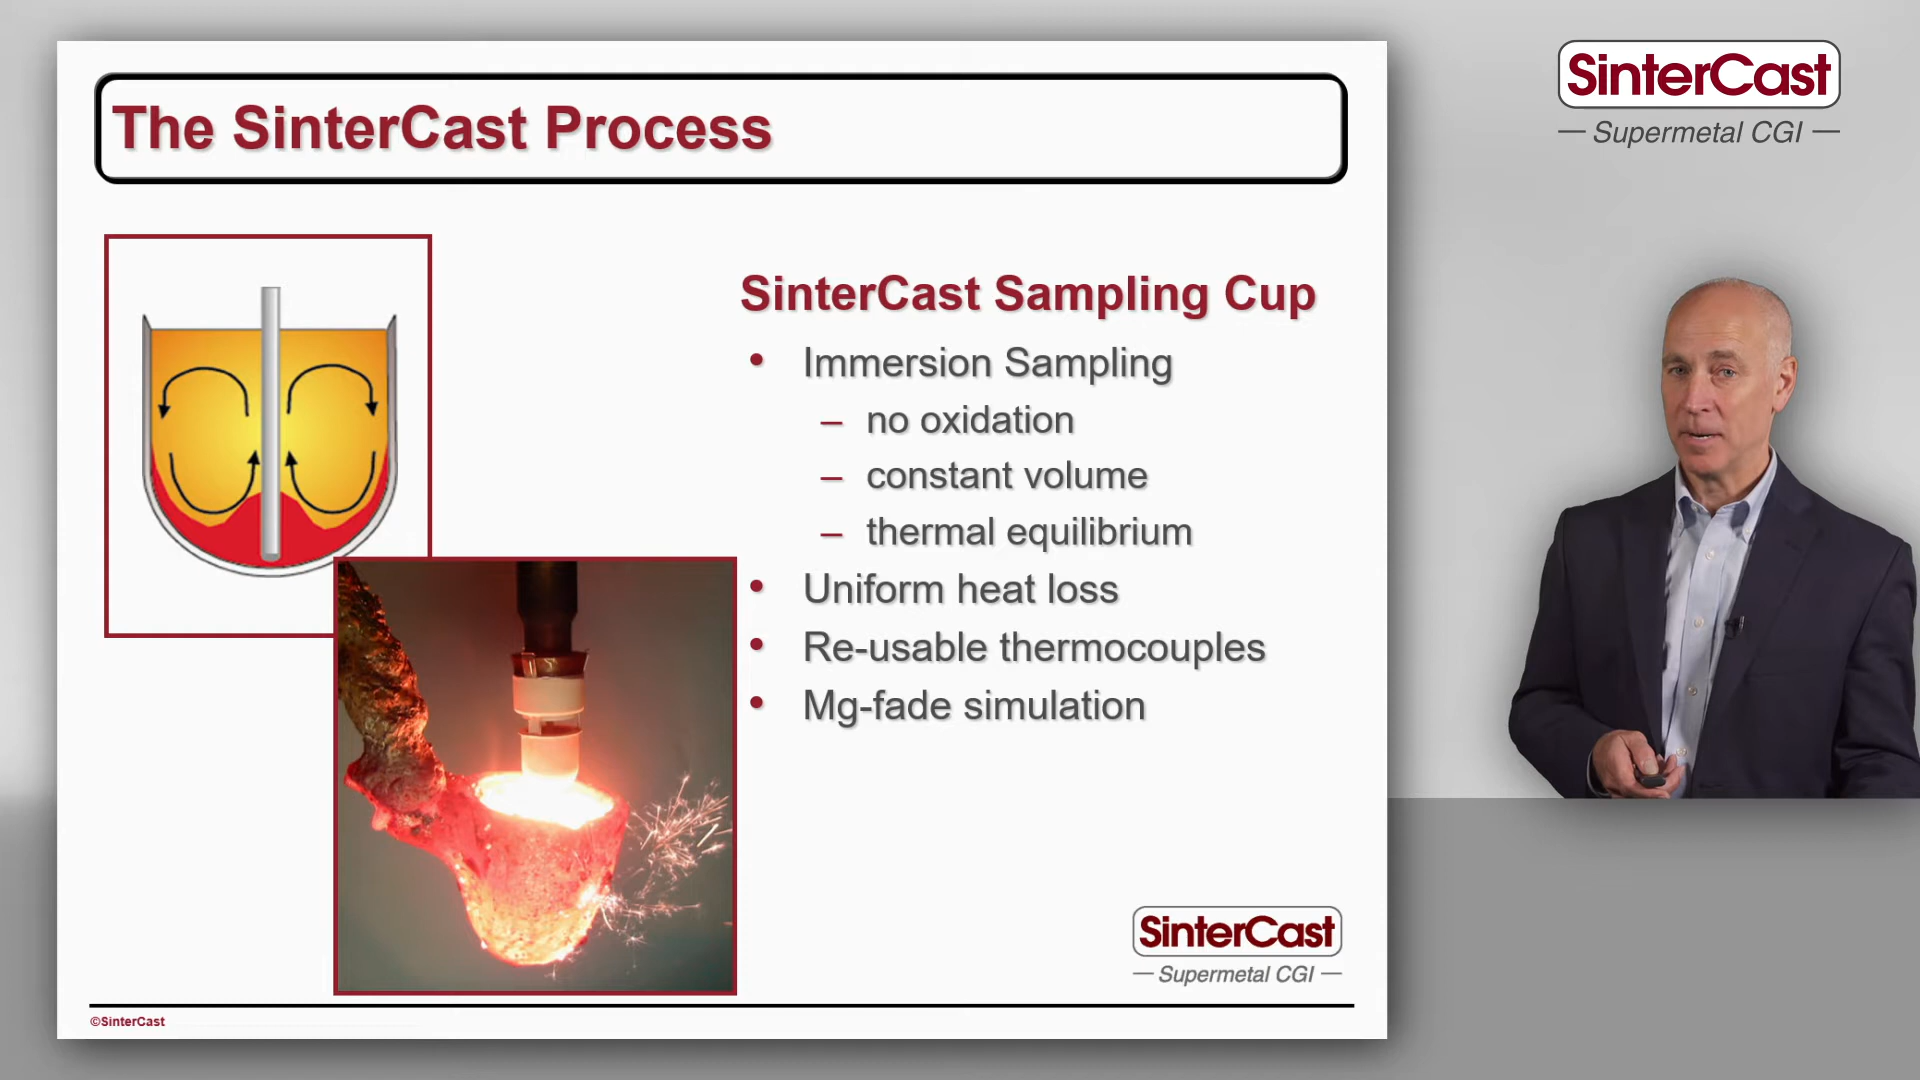 The SinterCast Process
SinterCast Sampling Cup
• Immersion Sampling
– no oxidation
– constant volume
– thermal equilibrium
• Uniform heat loss
• Re-usable thermocouples
• Mg-fade simulation
SinterCast
— Supermetal CGI —
©SinterCast
SinterCast
— Supermetal CGI —